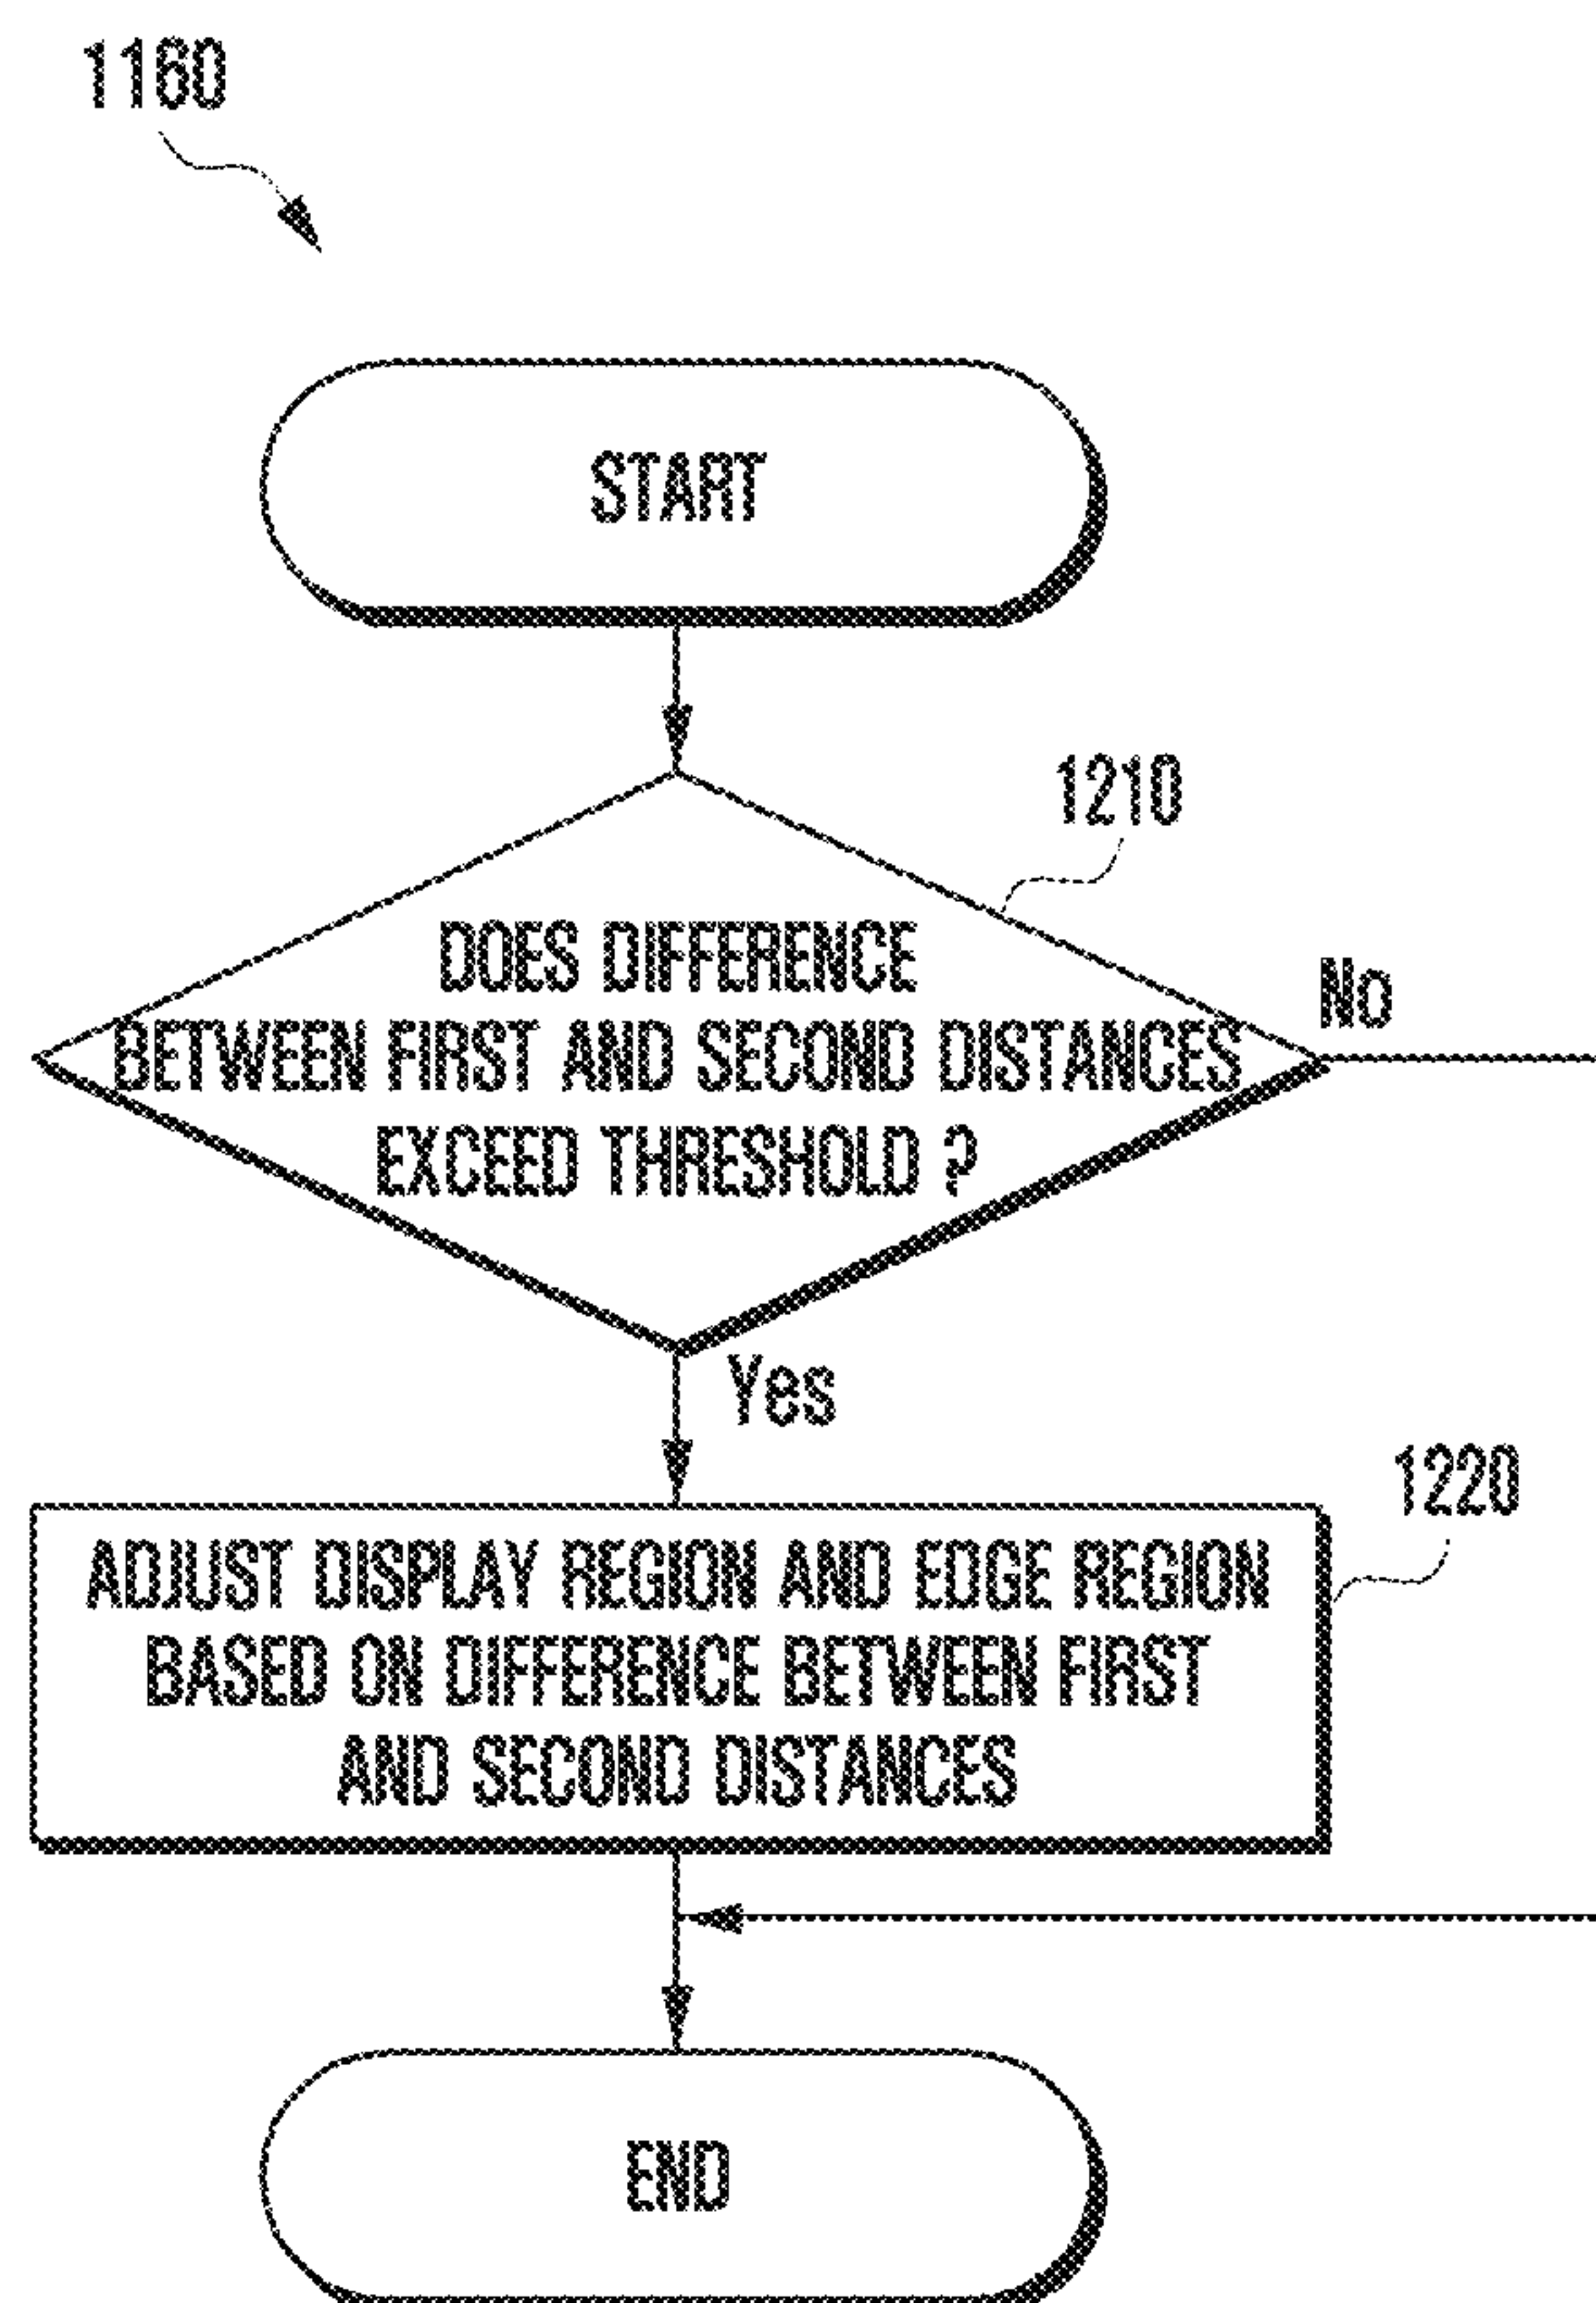 1160
START
1210
DOES DIFFERENCE
BETWEEN FIRST AND SECOND DISTANCES
EXCEED THRESHOLD ?
No
Yes
1220
ADJUST DISPLAY REGION AND EDGE REGION
BASED ON DIFFERENCE BETWEEN FIRST
AND SECOND DISTANCES
END